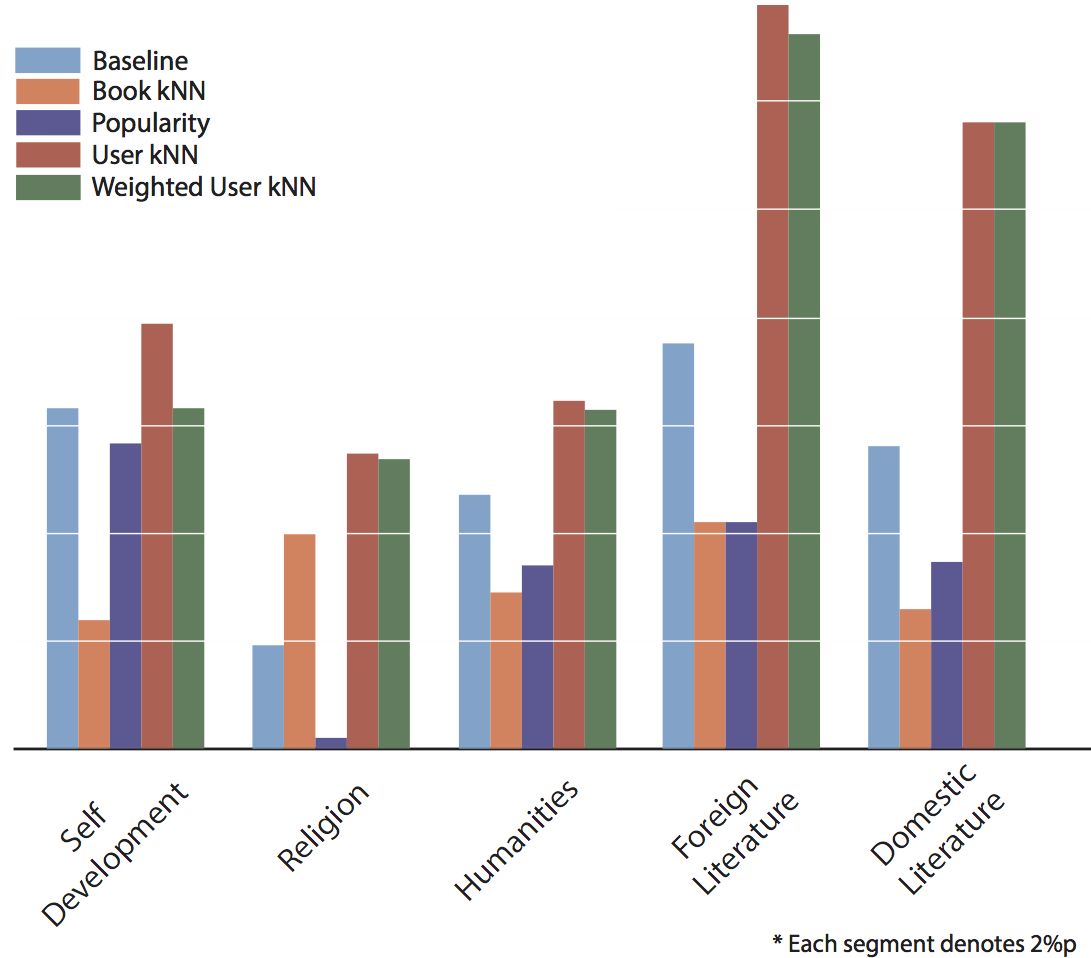 Baseline
Book kNN
Popularity
User kNN
Weighted User kNN
Self
Development
Religion
Humanities
Foreign
Literature
Domestic
Literature
* Each segment denotes 2%p